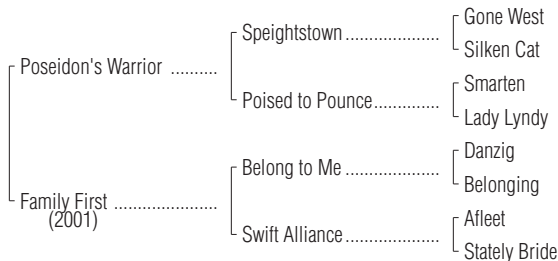 Gone West
Speightstown ..................
Silken Cat
Poseidon's Warrior ..........
Smarten
Poised to Pounce...............
Lady Lyndy
Danzig
Belong to Me .....................
Belonging
Family First ......................
(2001)
Afleet
Swift Alliance .....................
Stately Bride